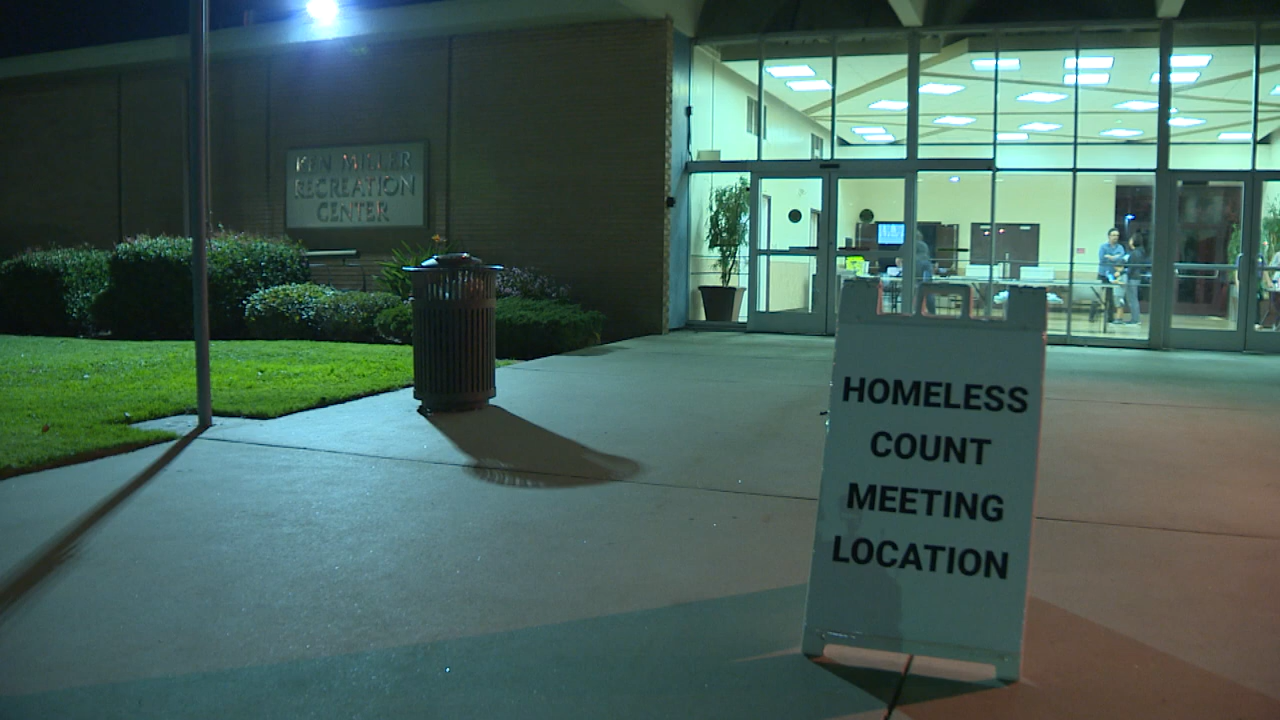 KEN MILLER
RECREATION
CENTER
HOMELESS
COUNT
MEETING
LOCATION